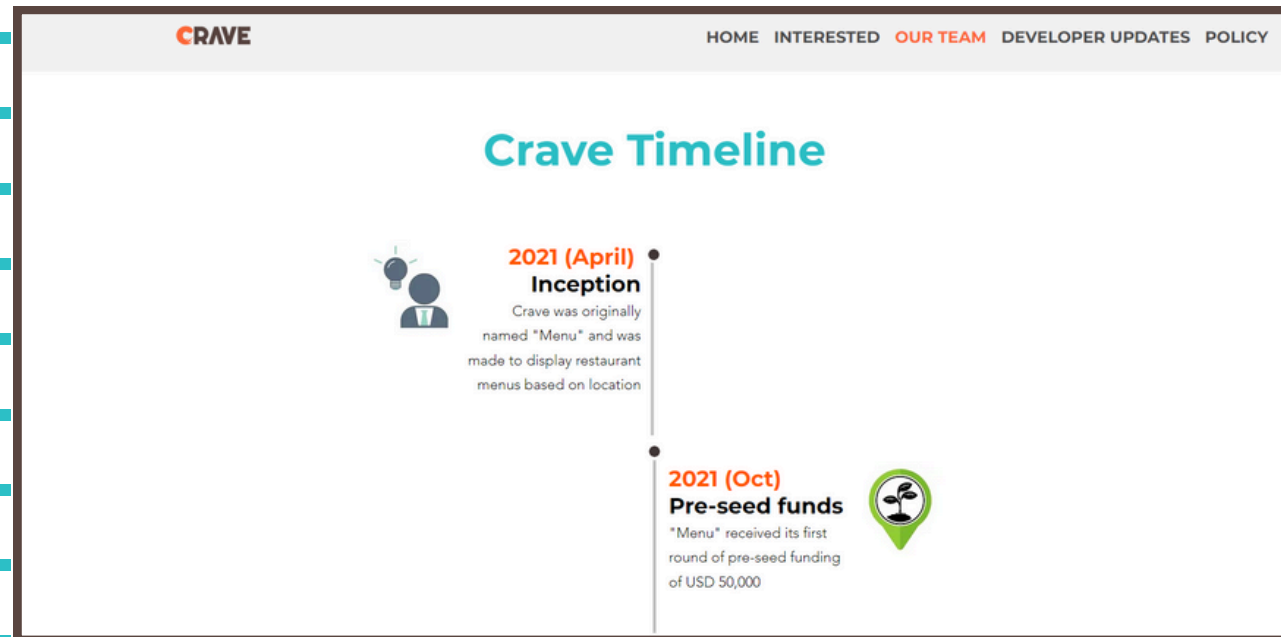 CRAVE
HOME INTERESTED OUR TEAM DEVELOPER UPDATES POLICY
Crave Timeline
2021 (April)
Inception
Crave was originally
named "Menu" and was
made to display restaurant
menus based on location
2021 (Oct)
Pre-seed funds
"Menu" received its first
round of pre-seed funding
of USD 50,000